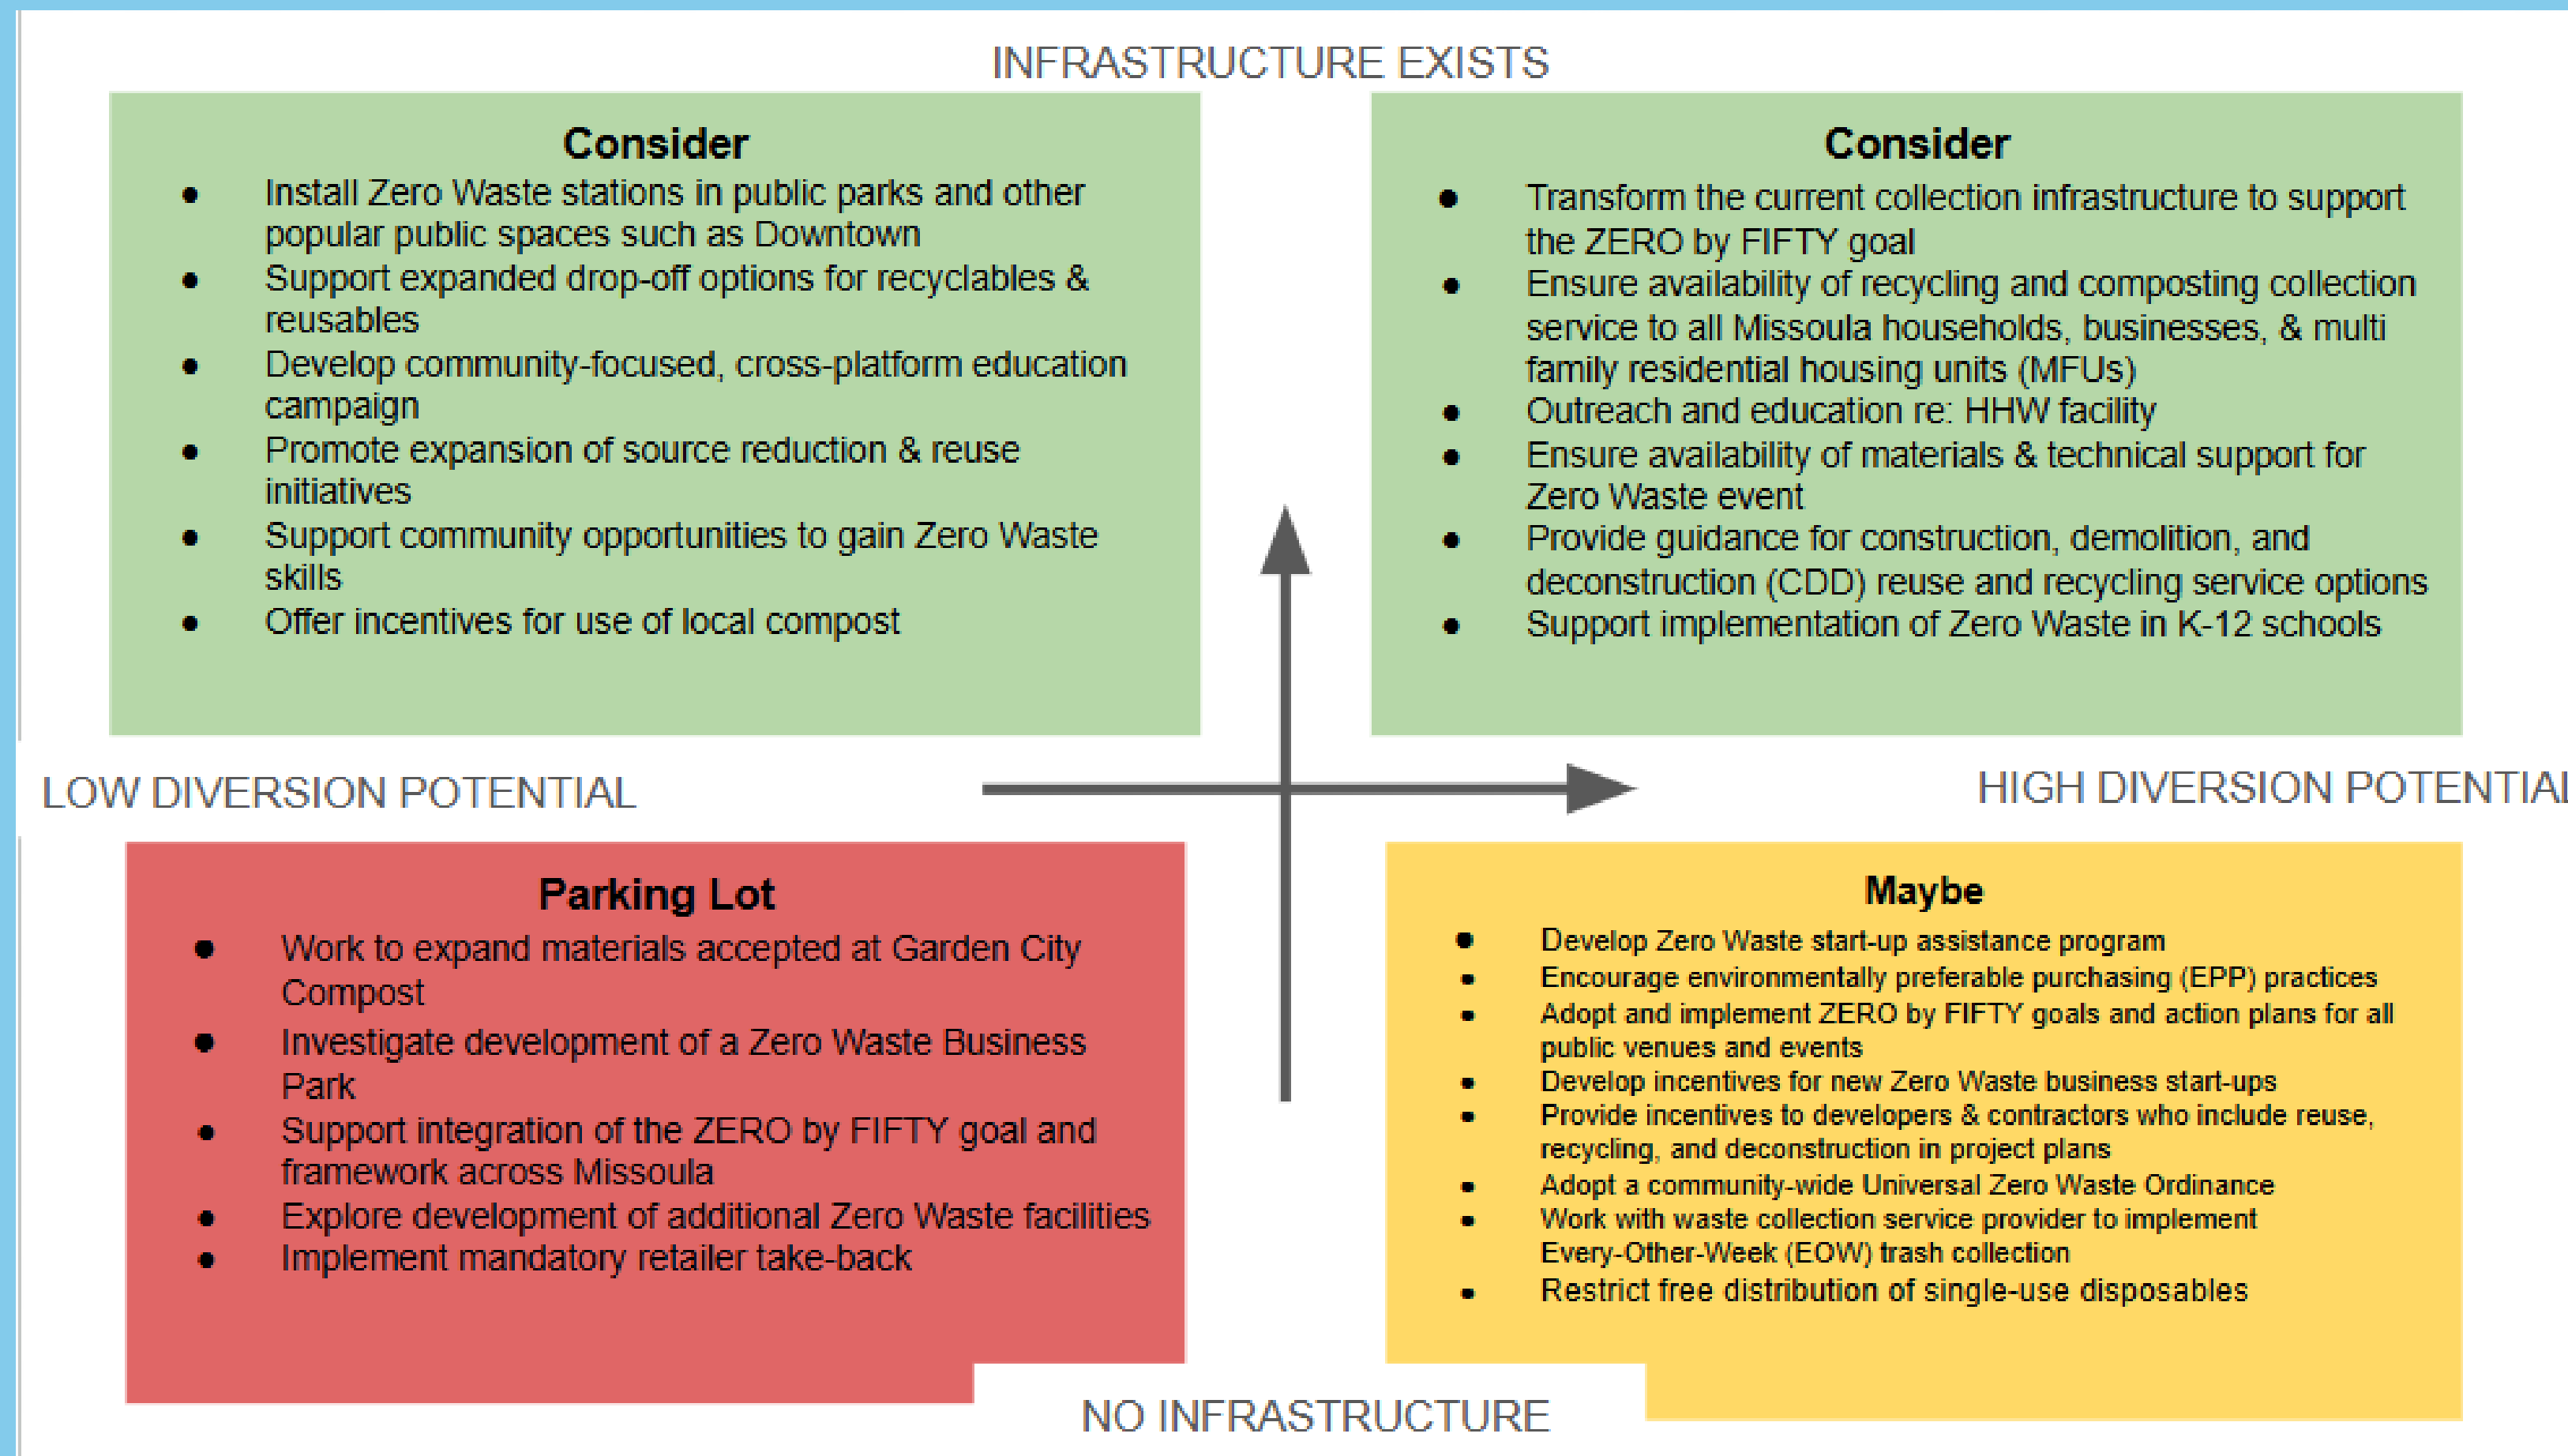 INFRASTRUCTURE EXISTS
Consider
● Install Zero Waste stations in public parks and other
popular public spaces such as Downtown
● Support expanded drop-off options for recyclables &
reusables
● Develop community-focused, cross-platform education
campaign
● Promote expansion of source reduction & reuse
initiatives
● Support community opportunities to gain Zero Waste
skills
● Offer incentives for use of local compost
Consider
● Transform the current collection infrastructure to support
the ZERO by FIFTY goal
● Ensure availability of recycling and composting collection
service to all Missoula households, businesses, & multi
family residential housing units (MFUs)
● Outreach and education re: HHW facility
● Ensure availability of materials & technical support for
Zero Waste event
● Provide guidance for construction, demolition, and
deconstruction (CDD) reuse and recycling service options
● Support implementation of Zero Waste in K-12 schools
LOW DIVERSION POTENTIAL
HIGH DIVERSION POTENTIAL
Parking Lot
● Work to expand materials accepted at Garden City
Compost
● Investigate development of a Zero Waste Business
Park
● Support integration of the ZERO by FIFTY goal and
framework across Missoula
● Explore development of additional Zero Waste facilities
● Implement mandatory retailer take-back
Maybe
● Develop Zero Waste start-up assistance program
● Encourage environmentally preferable purchasing (EPP) practices
● Adopt and implement ZERO by FIFTY goals and action plans for all
public venues and events
● Develop incentives for new Zero Waste business start-ups
● Provide incentives to developers & contractors who include reuse,
recycling, and deconstruction in project plans
● Adopt a community-wide Universal Zero Waste Ordinance
● Work with waste collection service provider to implement
Every-Other-Week (EOW) trash collection
● Restrict free distribution of single-use disposables
NO INFRASTRUCTURE